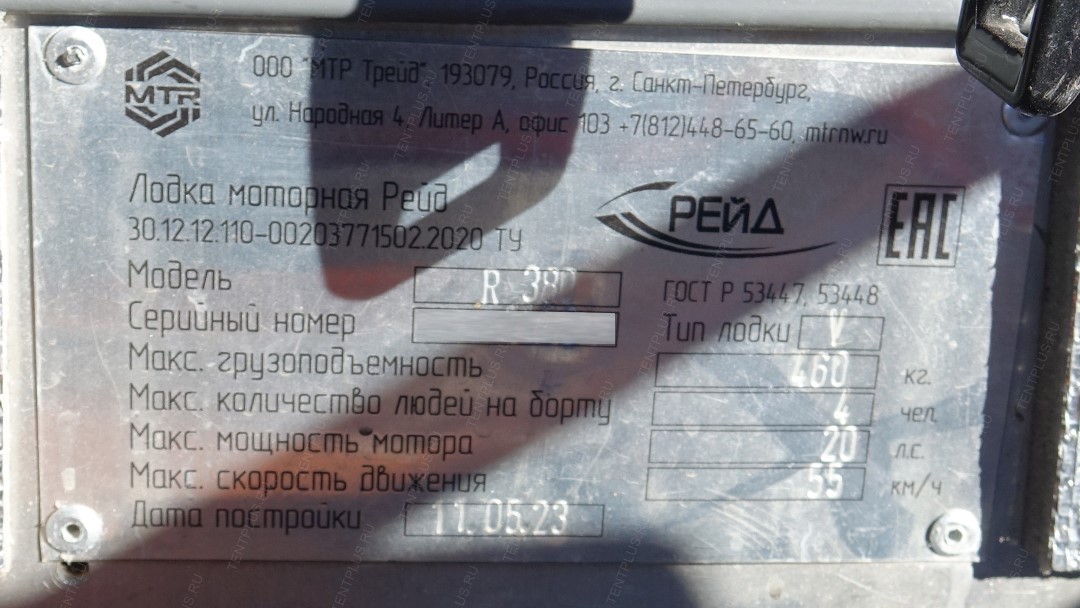 МТР
ООО "МТР Трейд" 193079, Россия, г. Санкт-Петербург,
ул. Народная 4 Литер А, офис 103 +7(812)448-65-60, mtrnw.ru
Лодка моторная Рейд
30.12.12.110-00203771502.2020 ТУ
РЕЙД
EAC
Модель R 380
ГОСТ Р 53447, 53448
Серийный номер
Тип лодки V
Макс. грузоподъемность 460 кг.
Макс. количество людей на борту 4 чел.
Макс. мощность мотора 20 л.с.
Макс. скорость движения 55 км/ч
Дата постройки 11.05.23
TENTPLUS.RU